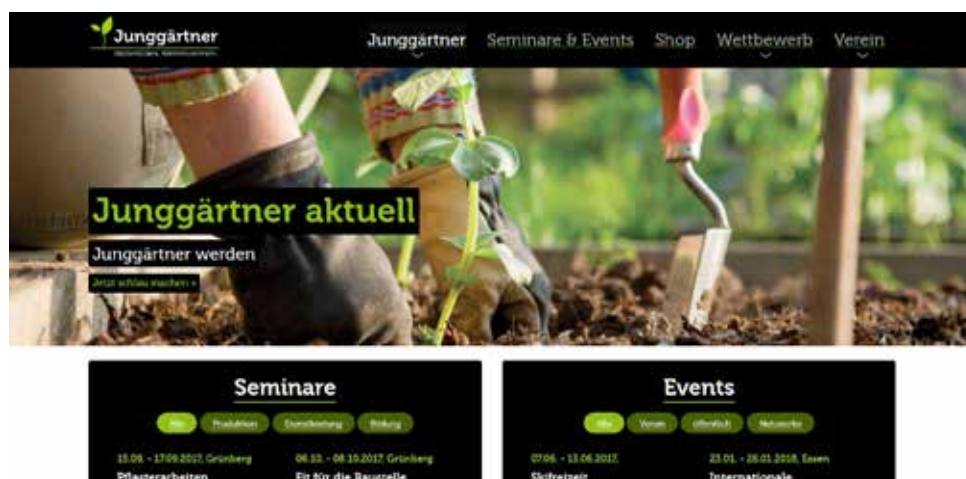 Junggärtner
Junggärtner Seminare & Events Shop Wettbewerb Verein
Junggärtner aktuell
Junggärtner werden
Jetzt schlau machen »
Seminare
Alle Produktion Dienstleistung Bildung
15.09. - 17.09.2017, Grünberg
Pflasterarbeiten
06.10. - 08.10.2017, Grünberg
Fit für die Baustelle
Events
Alle Verein öffentlich Netzwerke
07.06. - 13.06.2017,
Skifreizeit
23.01. - 28.01.2018, Essen
Internationale